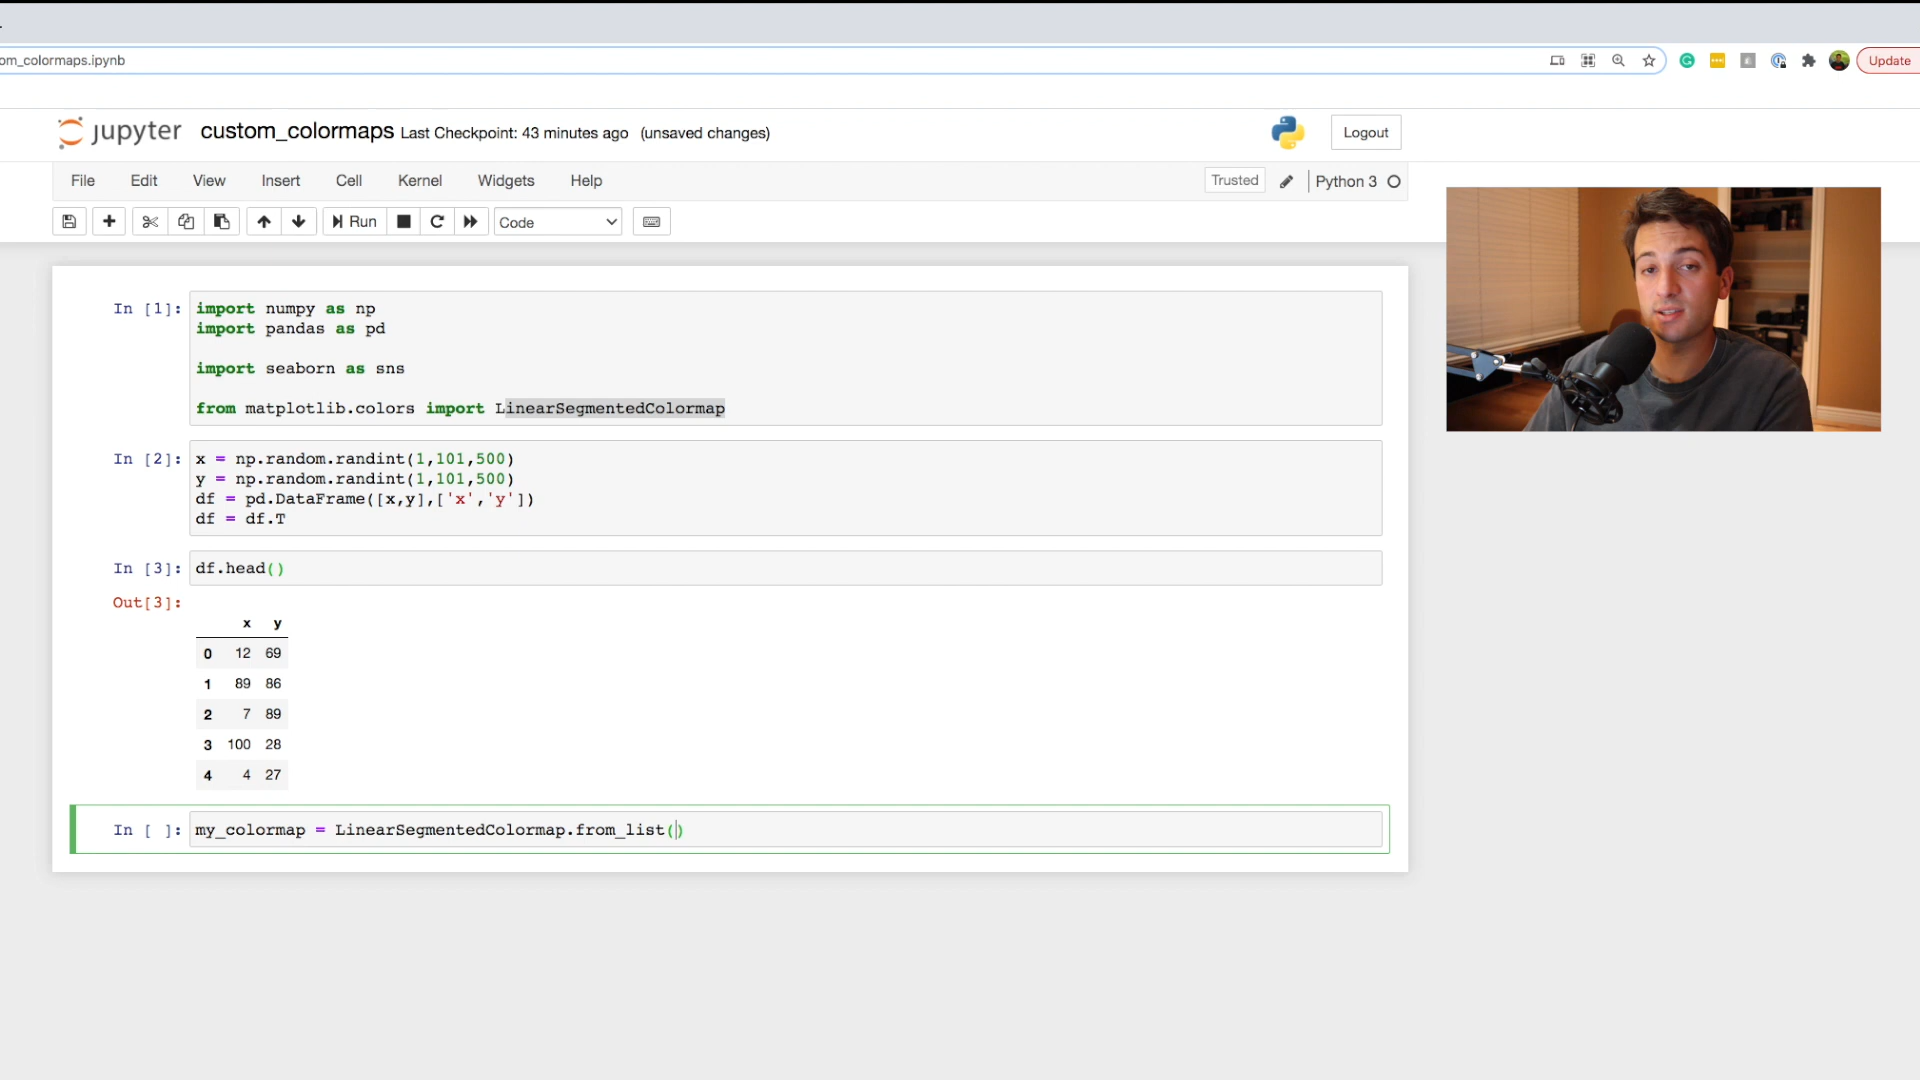 om_colormaps.ipynb
Update
jupyter custom_colormaps Last Checkpoint: 43 minutes ago (unsaved changes)
Logout
File Edit View Insert Cell Kernel Widgets Help
Trusted
Python 3
Run
Code
In [1]:
import numpy as np
import pandas as pd
import seaborn as sns
from matplotlib.colors import LinearSegmentedColormap
In [2]:
x = np.random.randint(1,101,500)
y = np.random.randint(1,101,500)
df = pd.DataFrame([x,y],['x','y'])
df = df.T
In [3]:
df.head()
Out[3]:
x y
0 12 69
1 89 86
2 7 89
3 100 28
4 4 27
In [ ]:
my_colormap = LinearSegmentedColormap.from_list()